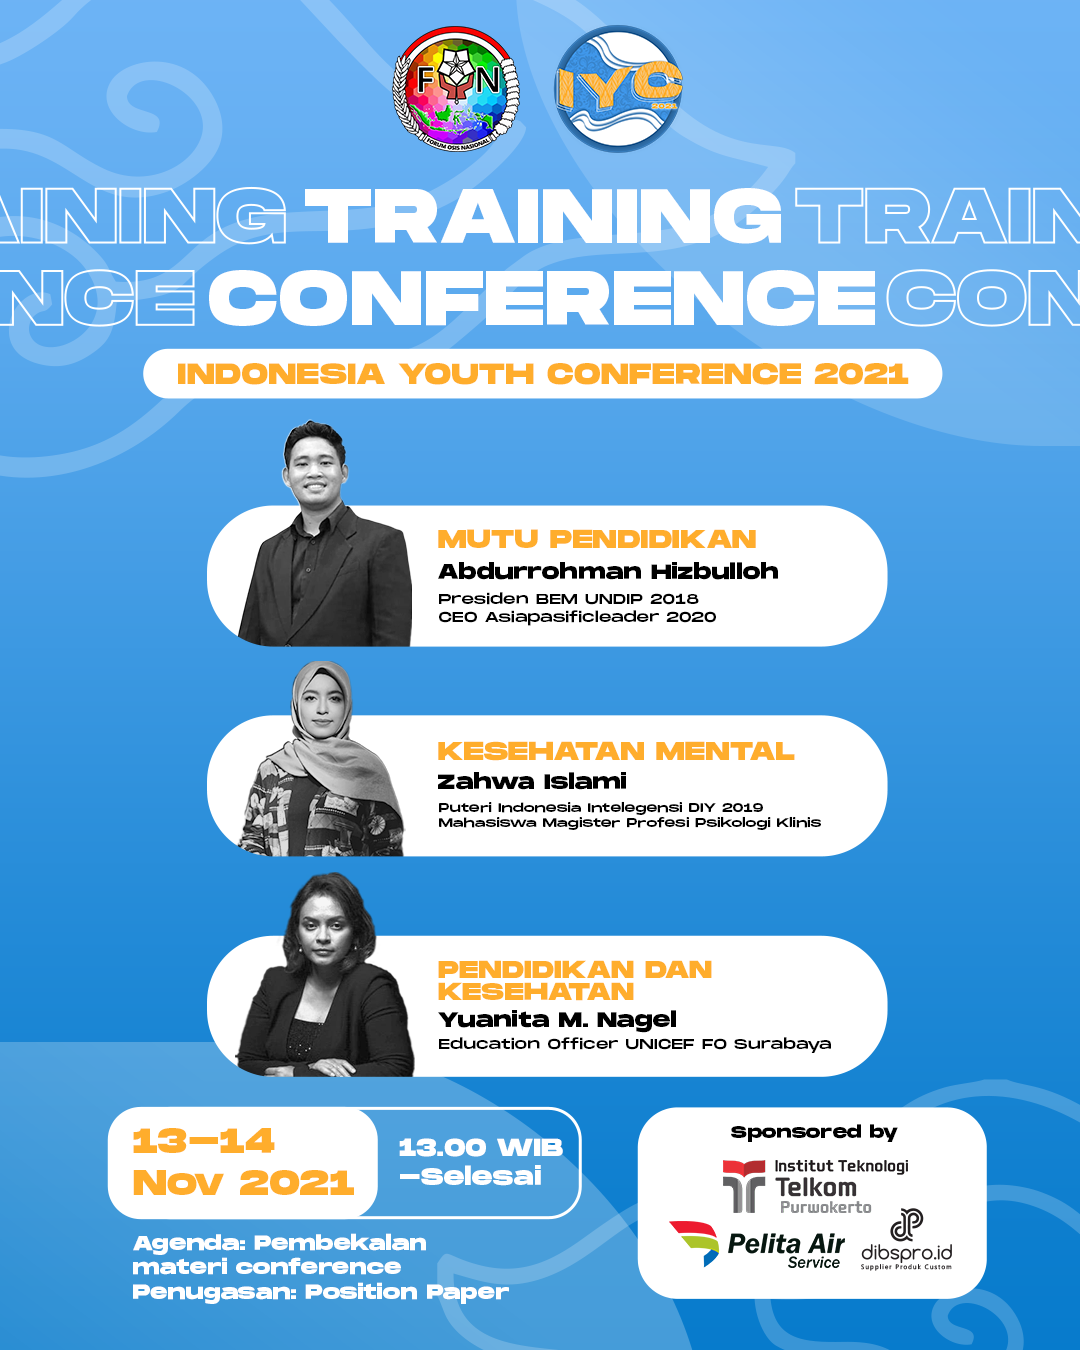 FON
FORUM OSIS NASIONAL
IYC
2021
AINING TRAINING TRAIN
NCE CONFERENCE CON
INDONESIA YOUTH CONFERENCE 2021
MUTU PENDIDIKAN
Abdurrohman Hizbulloh
Presiden BEM UNDIP 2018
CEO Asiapasificleader 2020
KESEHATAN MENTAL
Zahwa Islami
Puteri Indonesia Intelegensi DIY 2019
Mahasiswa Magister Profesi Psikologi Klinis
PENDIDIKAN DAN
KESEHATAN
Yuanita M. Nagel
Education Officer UNICEF FO Surabaya
13–14
Nov 2021
13.00 WIB
–Selesai
Agenda: Pembekalan
materi conference
Penugasan: Position Paper
Sponsored by
Institut Teknologi
Telkom
Purwokerto
Pelita Air
Service
dibspro.id
Supplier Produk Custom